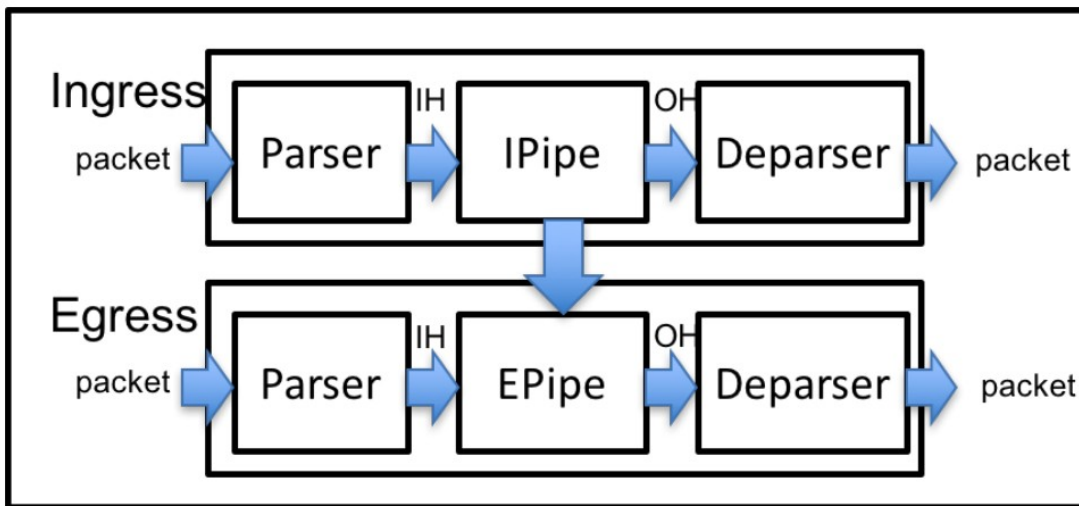 Ingress
IH
OH
packet
Parser
IPipe
Deparser
packet
Egress
IH
OH
packet
Parser
EPipe
Deparser
packet